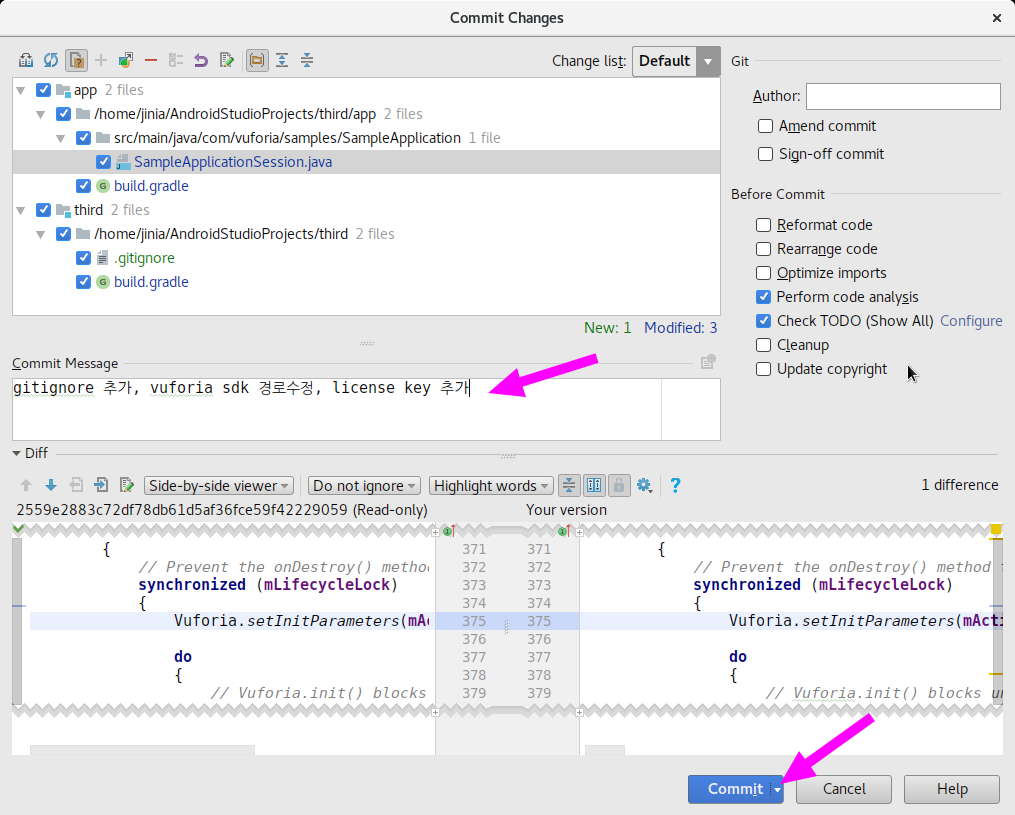 Commit Changes
Change list: Default
Git
app 2 files
/home/jinia/AndroidStudioProjects/third/app 2 files
src/main/java/com/vuforia/samples/SampleApplication 1 file
SampleApplicationSession.java
build.gradle
third 2 files
/home/jinia/AndroidStudioProjects/third 2 files
.gitignore
build.gradle
New: 1 Modified: 3
Author:
Amend commit
Sign-off commit
Before Commit
Reformat code
Rearrange code
Optimize imports
Perform code analysis
Check TODO (Show All) Configure
Cleanup
Update copyright
Commit Message
gitignore 추가, vuforia sdk 경로수정, license key 추가
Diff
Side-by-side viewer Do not ignore Highlight words ? 1 difference
2559e2883c72df78db61d5af36fce59f42229059 (Read-only) Your version
{ 371 371 {
// Prevent the onDestroy() metho 372 372 // Prevent the onDestroy() method
synchronized (mLifecycleLock) 373 373 synchronized (mLifecycleLock)
{ 374 374 {
Vuforia.setInitParameters(mA 375 375 Vuforia.setInitParameters(mActi
376 376
do 377 377 do
{ 378 378 {
// Vuforia.init() blocks 379 379 // Vuforia.init() blocks un
Commit Cancel Help